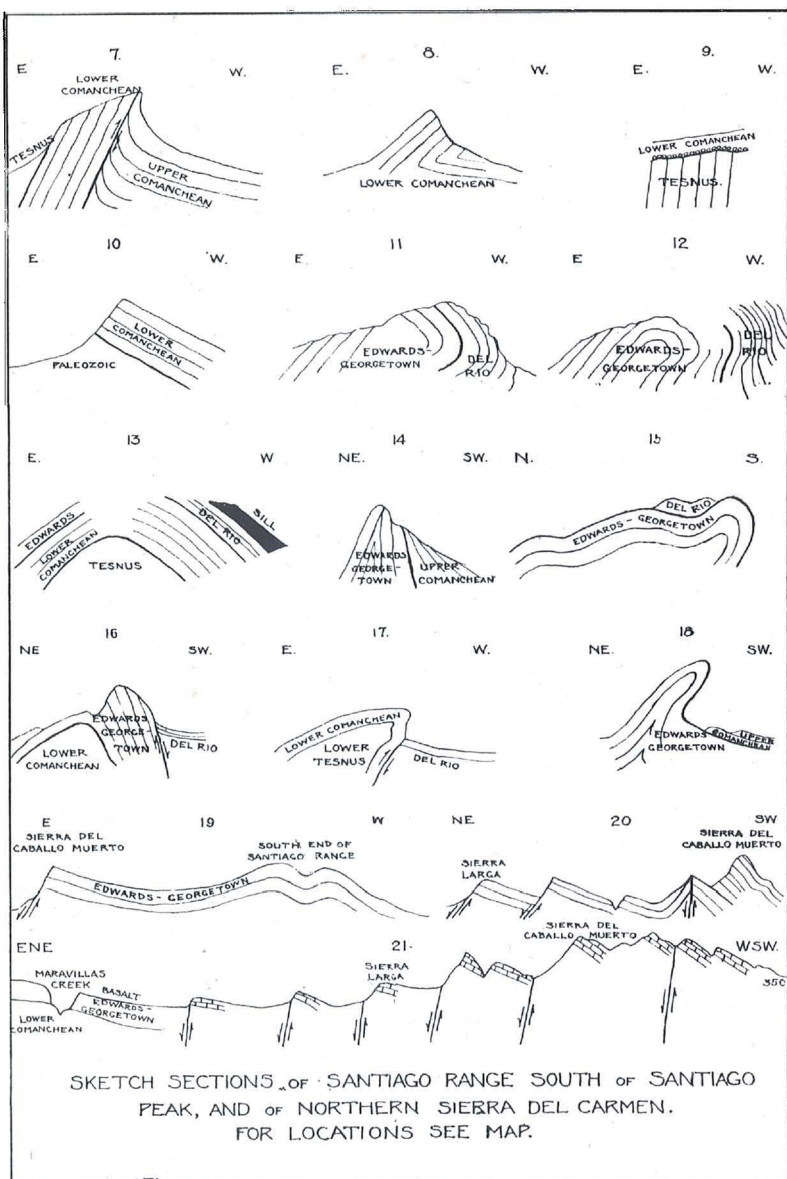 7.
E
W.
LOWER
COMANCHEAN
TESNUS
UPPER
COMANCHEAN
8.
E.
W.
LOWER COMANCHEAN
9.
E.
W.
LOWER COMANCHEAN
TESNUS.
10
E
W.
LOWER
COMANCHEAN
PALEOZOIC
11
E
W.
EDWARDS-
GEORGETOWN
DEL
RIO
12
E
W.
EDWARDS-
GEORGETOWN
DEL
RIO
13
E.
W
EDWARDS
LOWER
COMANCHEAN
TESNUS
DEL RIO
SILL
14
NE.
SW.
EDWARDS
GEORGE-
TOWN
UPPER
COMANCHEAN
15
N.
S.
DEL RIO
EDWARDS - GEORGETOWN
16
NE
SW.
EDWARDS
GEORGE-
TOWN
LOWER
COMANCHEAN
DEL RIO
17.
E.
W.
LOWER COMANCHEAN
LOWER
TESNUS
DEL RIO
18
NE.
SW.
EDWARDS
GEORGETOWN
UPPER
COMANCHEAN
19
E
W
SIERRA DEL
CABALLO MUERTO
SOUTH END OF
SANTIAGO RANGE
EDWARDS - GEORGETOWN
20
NE
SW
SIERRA
LARGA
SIERRA DEL
CABALLO MUERTO
21.
ENE
WSW.
MARAVILLAS
CREEK
BASALT
EDWARDS-
GEORGETOWN
LOWER
COMANCHEAN
SIERRA
LARGA
SIERRA DEL
CABALLO MUERTO
350
SKETCH SECTIONS OF SANTIAGO RANGE SOUTH OF SANTIAGO
PEAK, AND OF NORTHERN SIERRA DEL CARMEN.
FOR LOCATIONS SEE MAP.